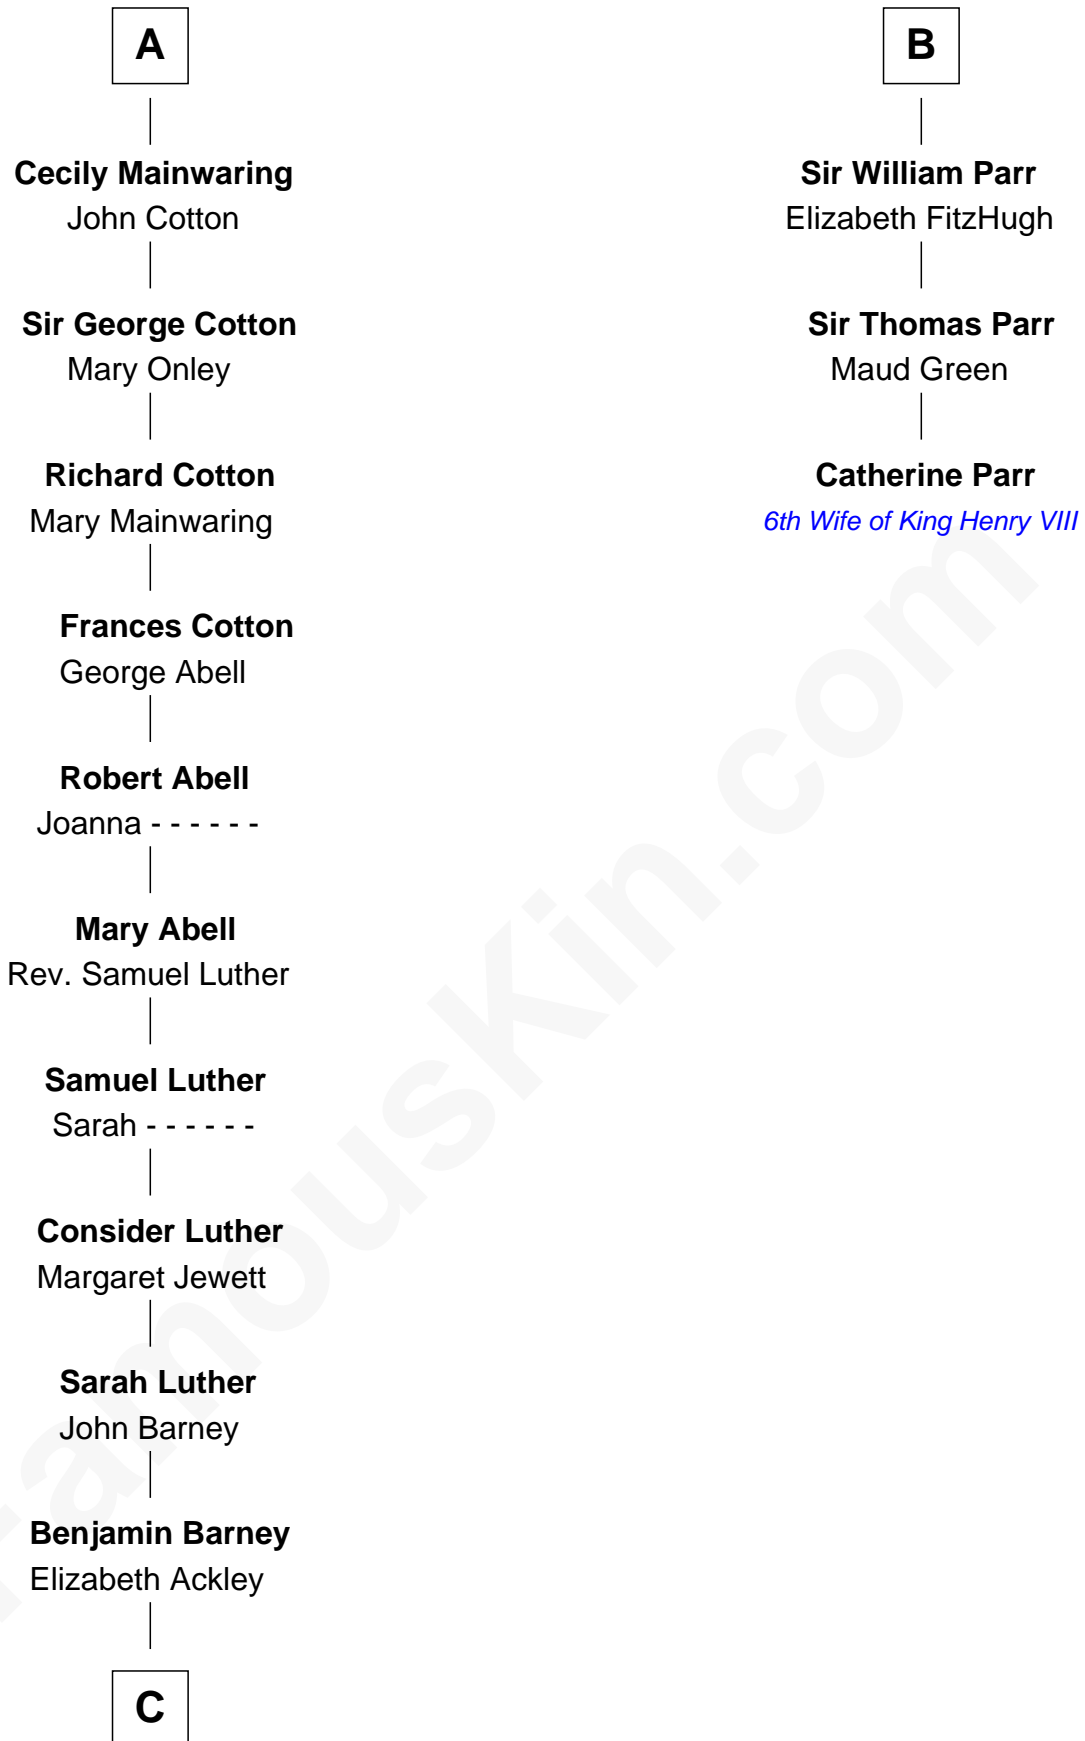 A
Cecily Mainwaring
John Cotton
Sir George Cotton
Mary Onley
Richard Cotton
Mary Mainwaring
Frances Cotton
George Abell
Robert Abell
Joanna - - - - - -
Mary Abell
Rev. Samuel Luther
Samuel Luther
Sarah - - - - - -
Consider Luther
Margaret Jewett
Sarah Luther
John Barney
Benjamin Barney
Elizabeth Ackley
C
B
Sir William Parr
Elizabeth FitzHugh
Sir Thomas Parr
Maud Green
Catherine Parr
6th Wife of King Henry VIII
FamousKin.com